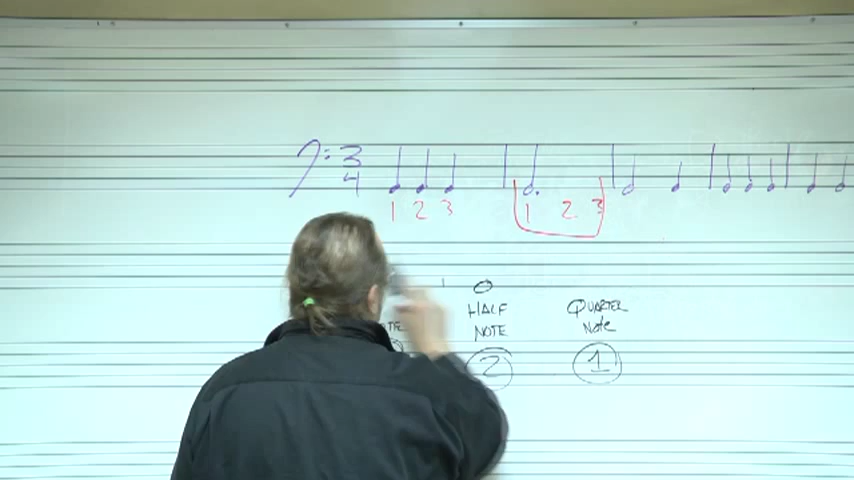 3
4
1 2 3 1 2 3
HALF NOTE
QUARTER NOTE
2 1